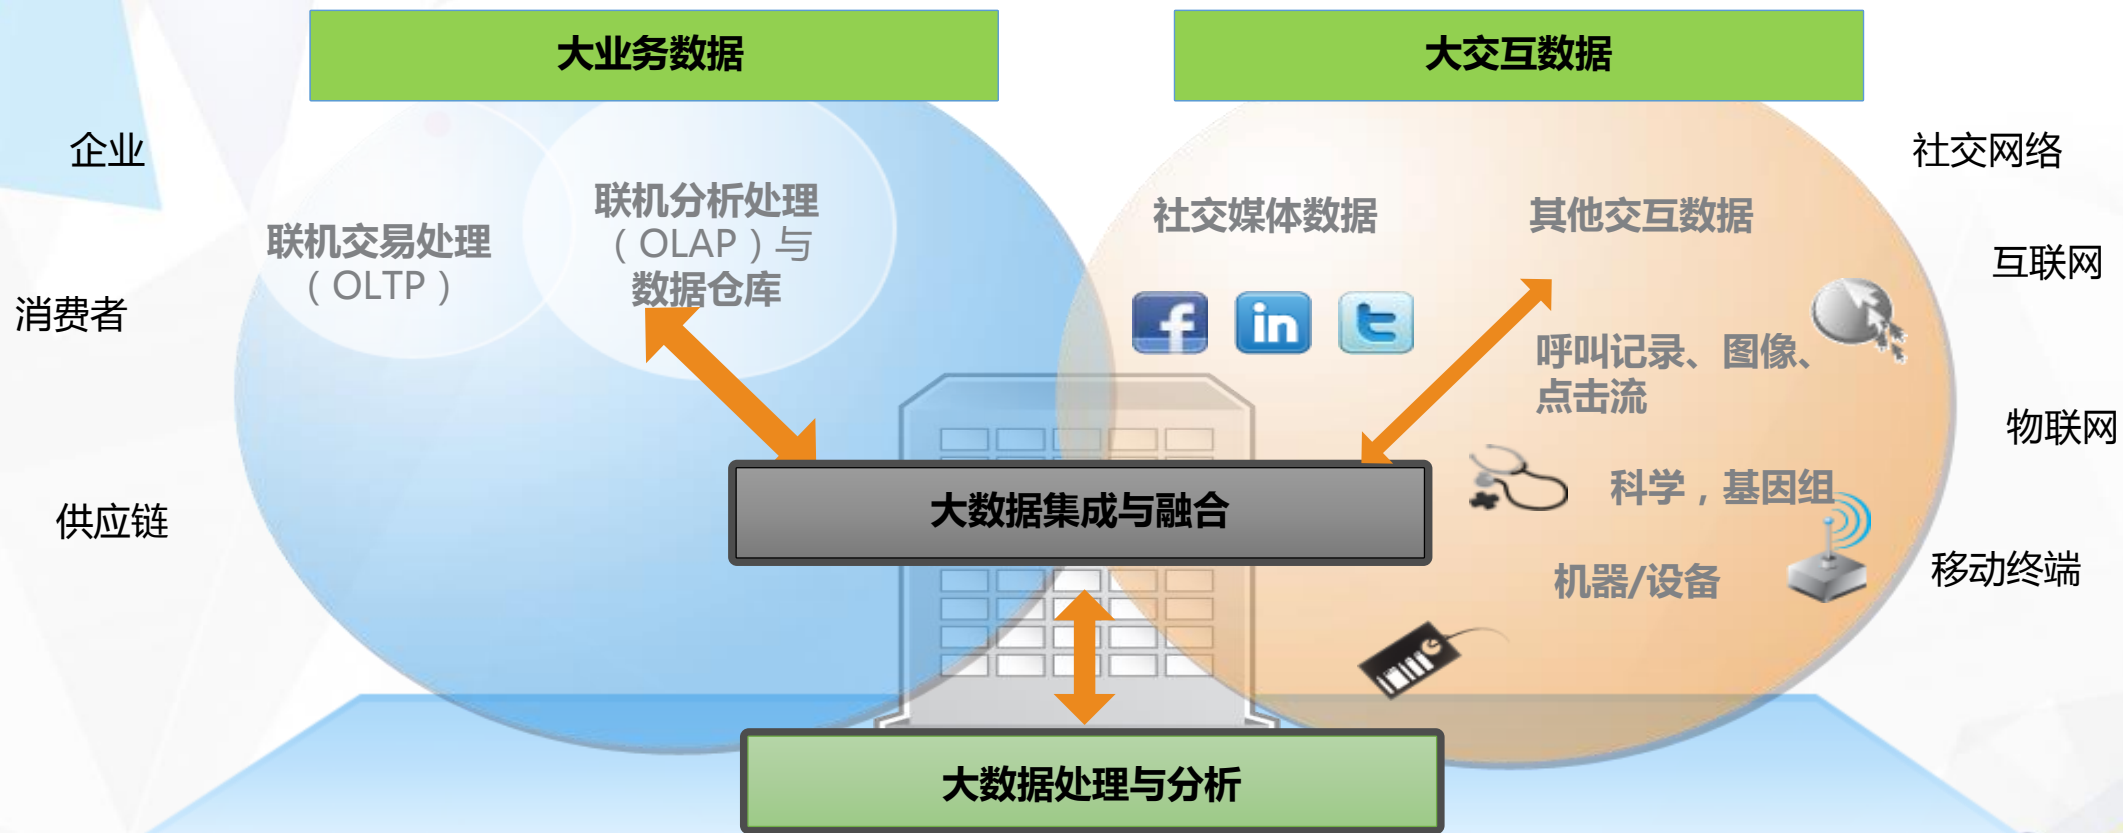 大业务数据
大交互数据
企业
消费者
供应链
联机交易处理
（OLTP）
联机分析处理
（OLAP）与
数据仓库
社交媒体数据
f
in
t
其他交互数据
呼叫记录、图像、
点击流
科学，基因组
机器/设备
社交网络
互联网
物联网
移动终端
大数据集成与融合
大数据处理与分析